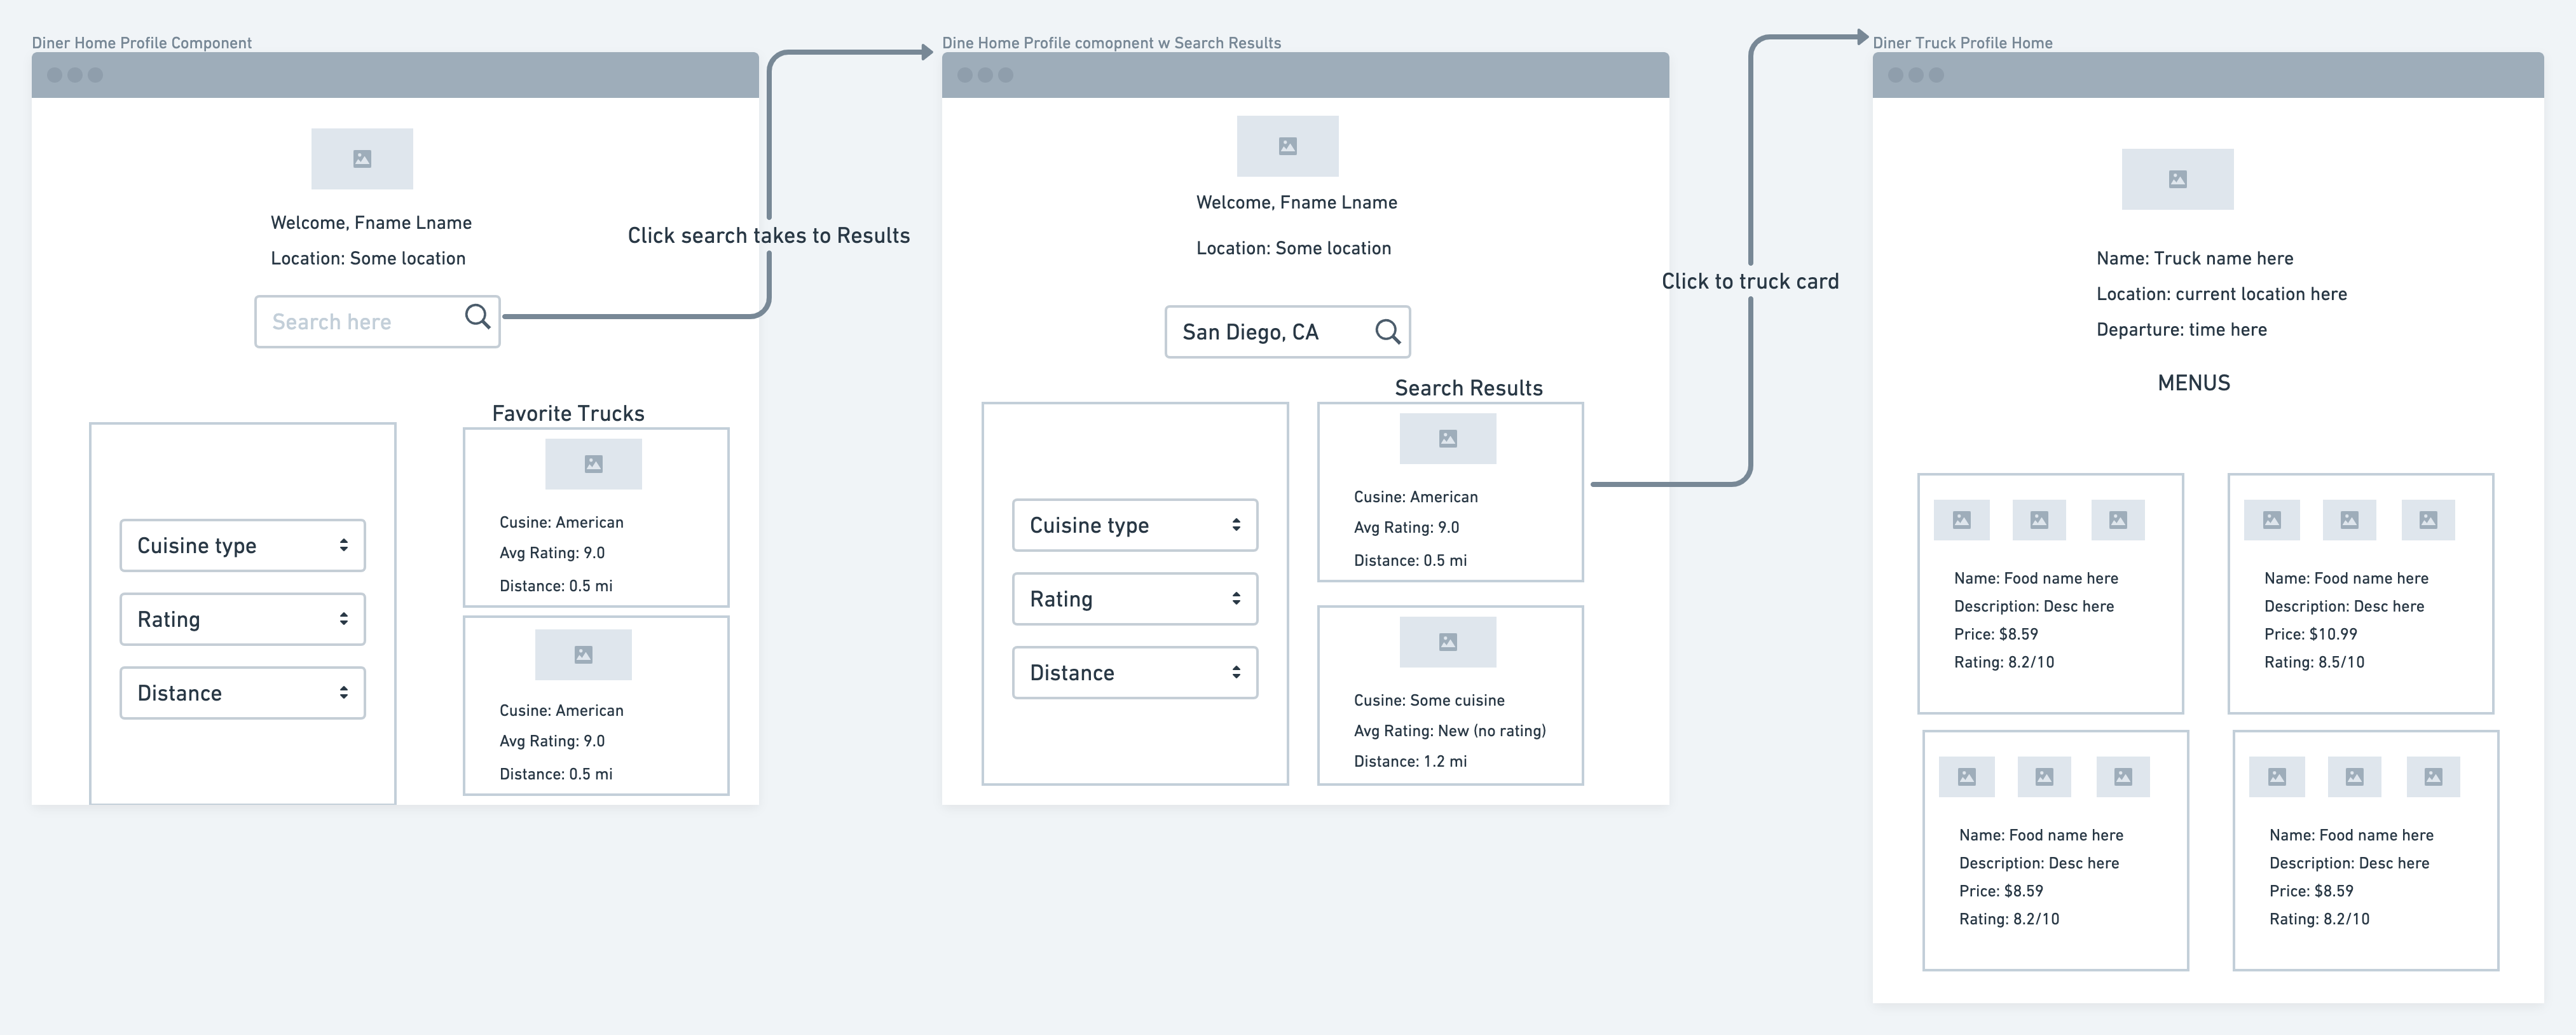 Diner Home Profile Component
Welcome, Fname Lname
Location: Some location
Search here
Click search takes to Results
Favorite Trucks
Cuisine type
Rating
Distance
Cusine: American
Avg Rating: 9.0
Distance: 0.5 mi
Cusine: American
Avg Rating: 9.0
Distance: 0.5 mi
Dine Home Profile comopnent w Search Results
Welcome, Fname Lname
Location: Some location
San Diego, CA
Search Results
Cuisine type
Rating
Distance
Cusine: American
Avg Rating: 9.0
Distance: 0.5 mi
Cusine: Some cuisine
Avg Rating: New (no rating)
Distance: 1.2 mi
Click to truck card
Diner Truck Profile Home
Name: Truck name here
Location: current location here
Departure: time here
MENUS
Name: Food name here
Description: Desc here
Price: $8.59
Rating: 8.2/10
Name: Food name here
Description: Desc here
Price: $10.99
Rating: 8.5/10
Name: Food name here
Description: Desc here
Price: $8.59
Rating: 8.2/10
Name: Food name here
Description: Desc here
Price: $8.59
Rating: 8.2/10